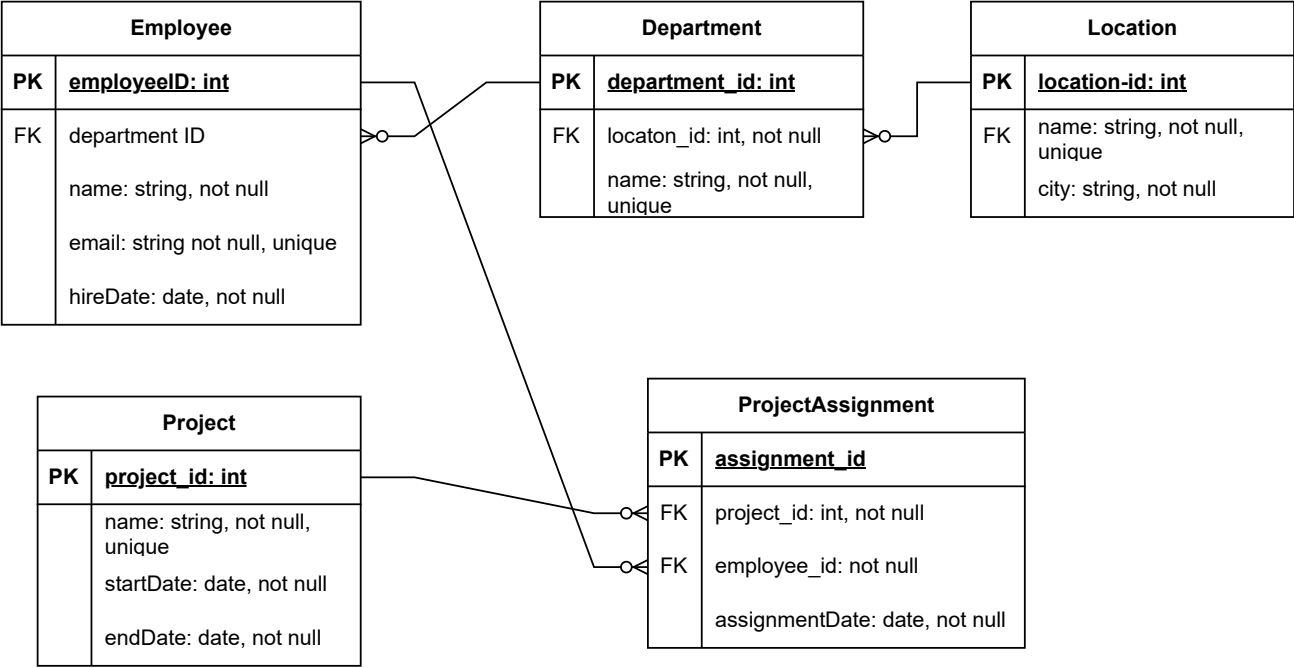 Employee
PK employeeID: int
FK department ID
name: string, not null
email: string not null, unique
hireDate: date, not null
Department
PK department_id: int
FK locaton_id: int, not null
name: string, not null,
unique
Location
PK location-id: int
FK name: string, not null,
unique
city: string, not null
Project
PK project_id: int
name: string, not null,
unique
startDate: date, not null
endDate: date, not null
ProjectAssignment
PK assignment_id
FK project_id: int, not null
FK employee_id: not null
assignmentDate: date, not null